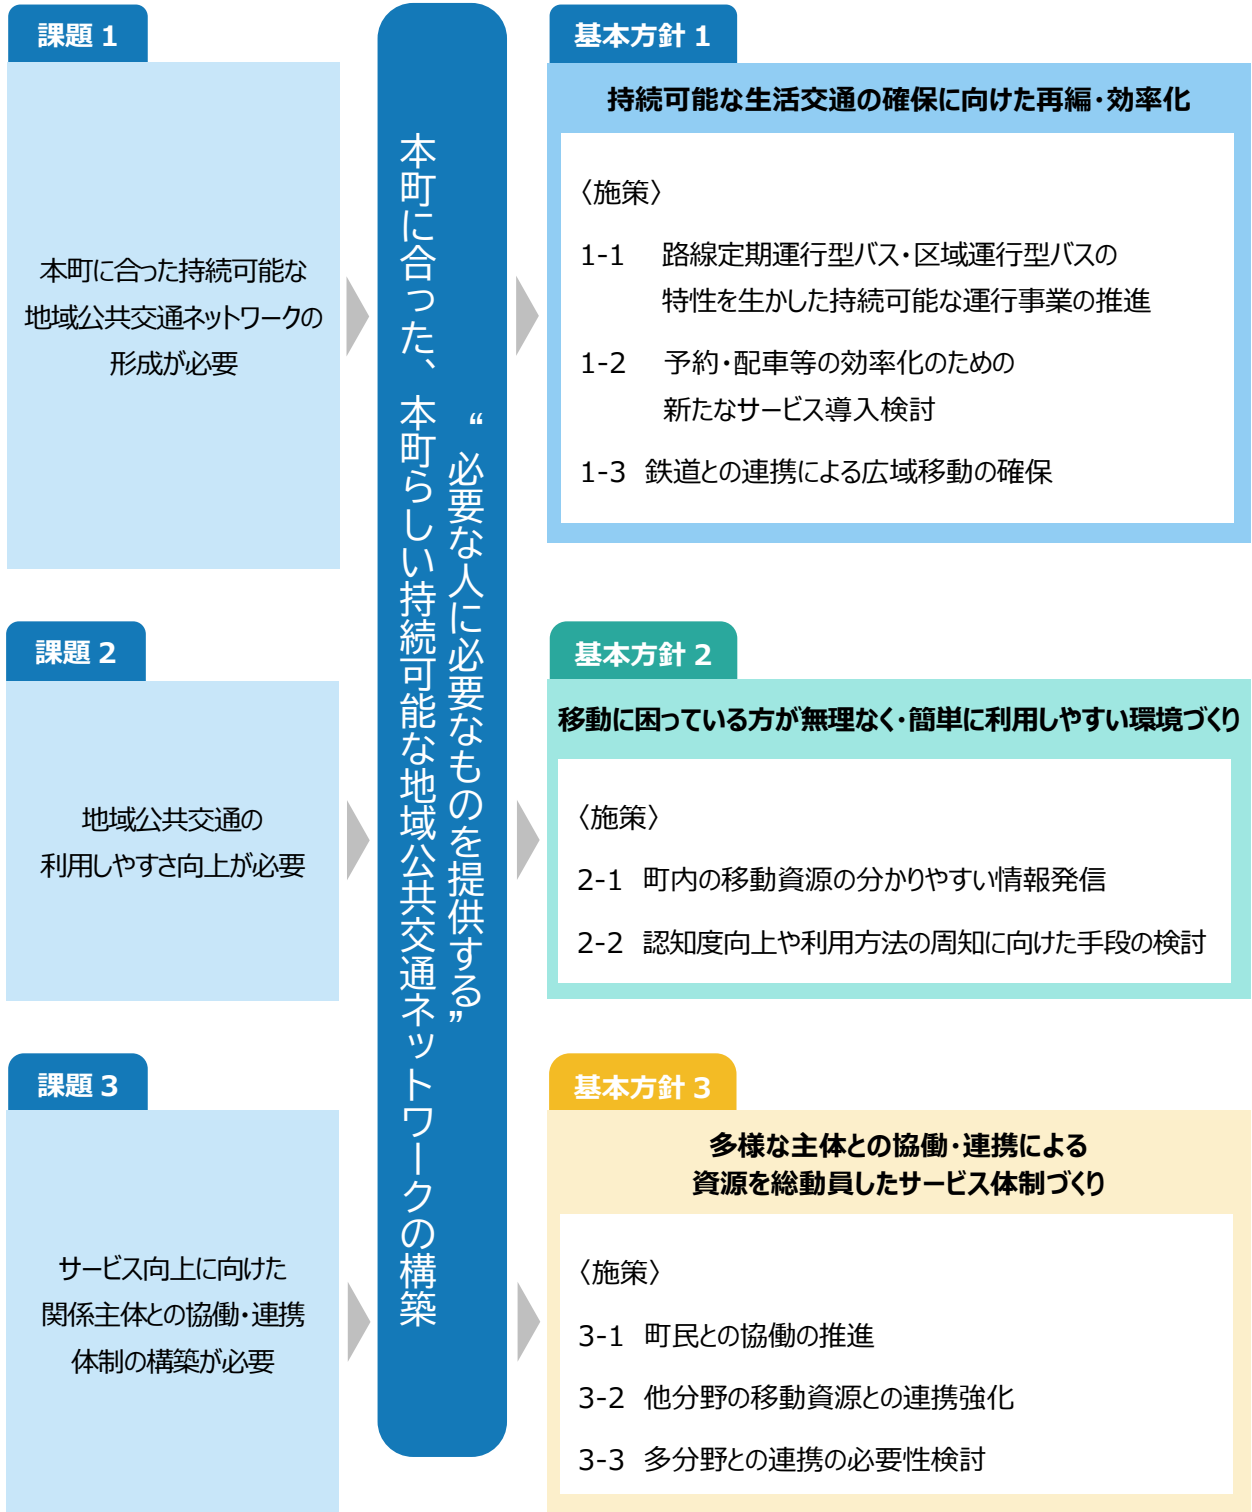 課題 1
本町に合った持続可能な
地域公共交通ネットワークの
形成が必要
課題 2
地域公共交通の
利用しやすさ向上が必要
課題 3
サービス向上に向けた
関係主体との協働・連携
体制の構築が必要
“必要な人に必要なものを提供する”
本町に合った、本町らしい持続可能な地域公共交通ネットワークの構築
基本方針 1
持続可能な生活交通の確保に向けた再編・効率化
〈施策〉
1-1 路線定期運行型バス・区域運行型バスの
特性を生かした持続可能な運行事業の推進
1-2 予約・配車等の効率化のための
新たなサービス導入検討
1-3 鉄道との連携による広域移動の確保
基本方針 2
移動に困っている方が無理なく・簡単に利用しやすい環境づくり
〈施策〉
2-1 町内の移動資源の分かりやすい情報発信
2-2 認知度向上や利用方法の周知に向けた手段の検討
基本方針 3
多様な主体との協働・連携による
資源を総動員したサービス体制づくり
〈施策〉
3-1 町民との協働の推進
3-2 他分野の移動資源との連携強化
3-3 多分野との連携の必要性検討